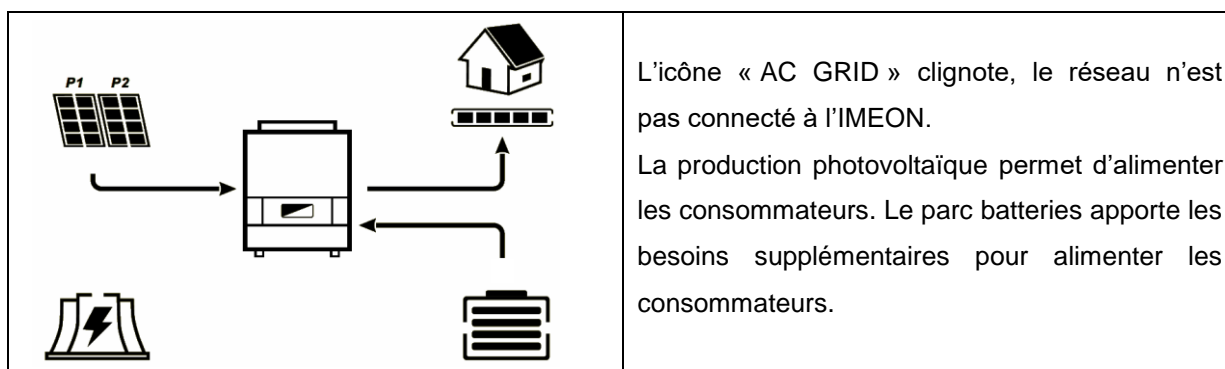 P1 P2
L’icône « AC GRID » clignote, le réseau n’est
pas connecté à l’IMEON.
La production photovoltaïque permet d’alimenter
les consommateurs. Le parc batteries apporte les
besoins supplémentaires pour alimenter les
consommateurs.